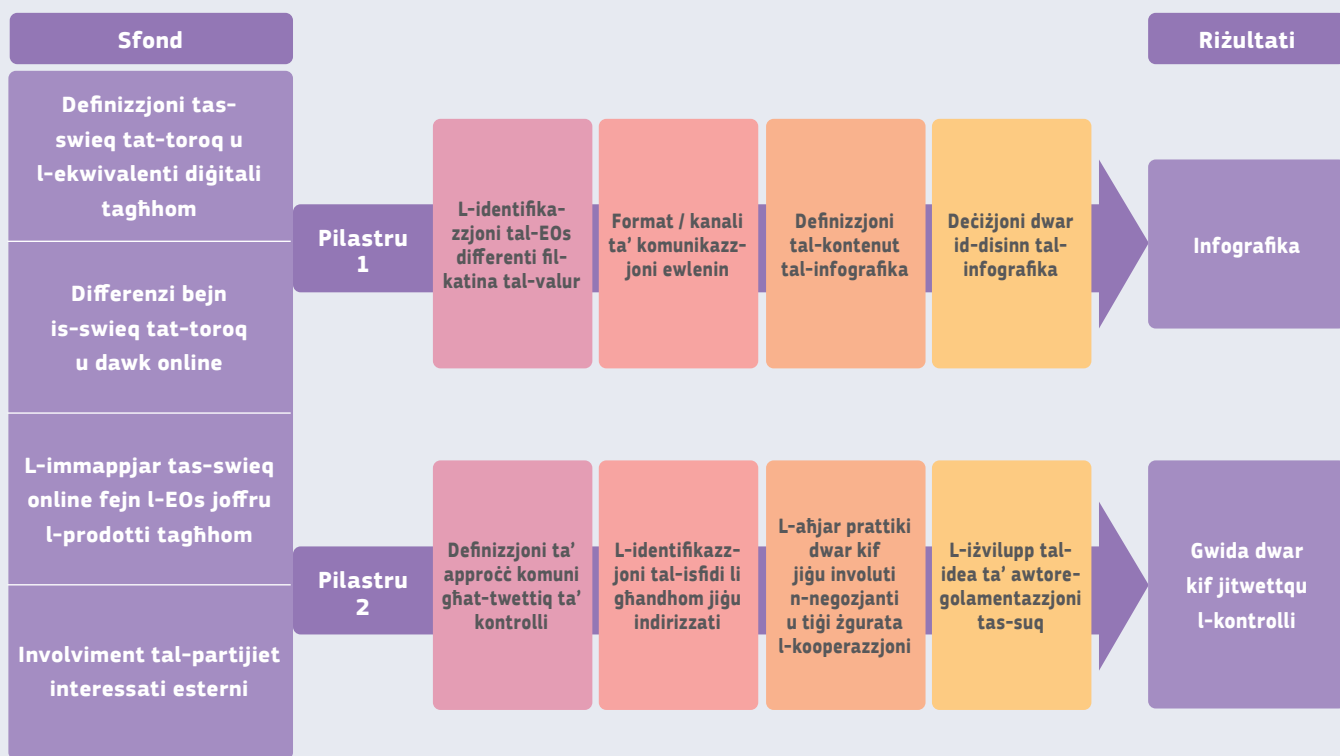 Sfond
Definizzjoni tas-
swieq tat-toroq u
l-ekwivalenti diġitali
tagħhom
Differenzi bejn
is-swieq tat-toroq
u dawk online
L-immappjar tas-swieq
online fejn l-EOs joffru
l-prodotti tagħhom
Involviment tal-partijiet
interessati esterni
Pilastru
1
L-identifika-
zzjoni tal-EOs
differenti fil-
katina tal-valur
Format / kanali
ta’ komunikazz-
joni ewlenin
Definizzjoni
tal-kontenut
tal-infografika
Deċiżjoni dwar
id-disinn tal-
infografika
Pilastru
2
Definizzjoni ta’
approċċ komuni
għat-twettiq ta’
kontrolli
L-identifikazz-
joni tal-isfidi li
għandhom jiġu
indirizzati
L-aħjar prattiki
dwar kif
jiġu involuti
n-negozjanti
u tiġi żgurata
l-kooperazzjoni
L-iżvilupp tal-
idea ta’ awtore-
golamentazzjoni
tas-suq
Riżultati
Infografika
Gwida dwar
kif jitwettqu
l-kontrolli